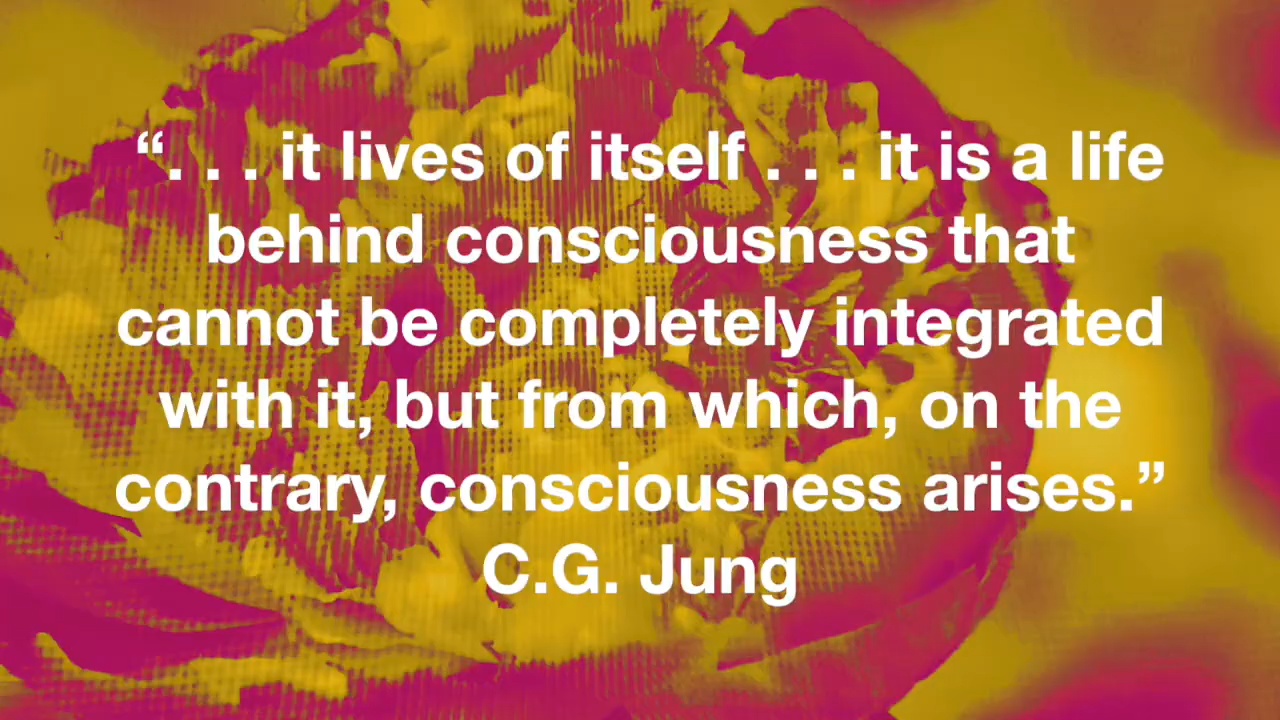 “. . . it lives of itself . . . it is a life
behind consciousness that
cannot be completely integrated
with it, but from which, on the
contrary, consciousness arises.”
C.G. Jung